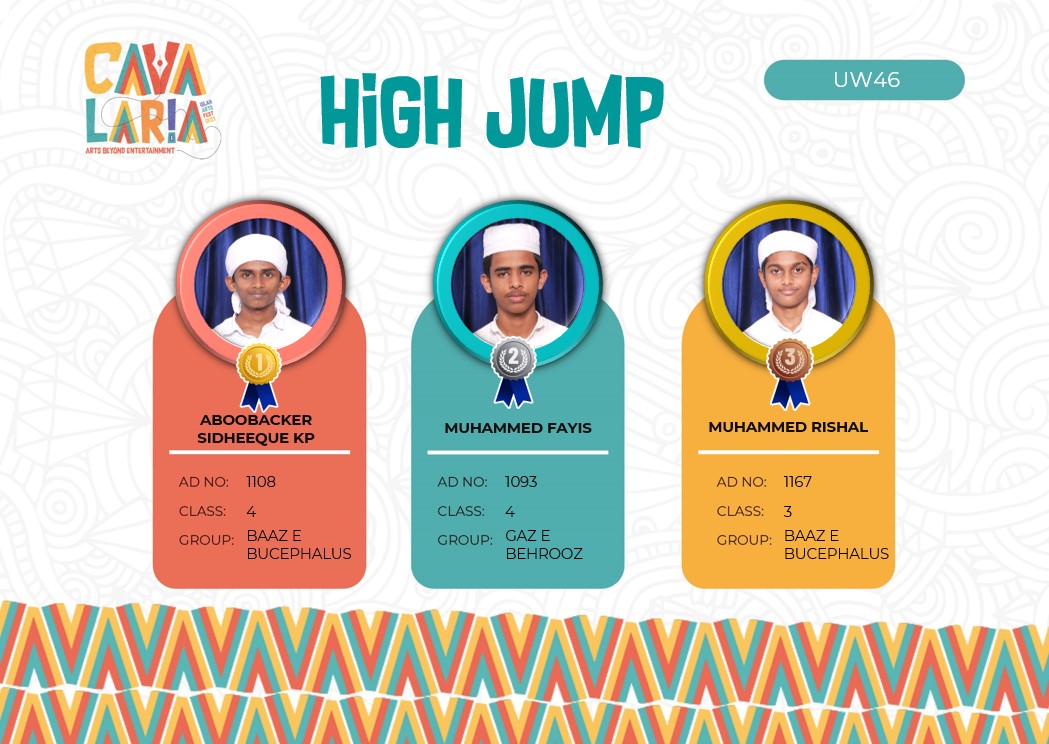 CAVA
LARIA
ARTS BEYOND ENTERTAINMENT
HiGH JUMP
UW46
1
2
3
ABOOBACKER
SIDHEEQUE KP
AD NO: 1108
CLASS: 4
GROUP: BAAZ E
BUCEPHALUS
MUHAMMED FAYIS
AD NO: 1093
CLASS: 4
GROUP: GAZ E
BEHROOZ
MUHAMMED RISHAL
AD NO: 1167
CLASS: 3
GROUP: BAAZ E
BUCEPHALUS